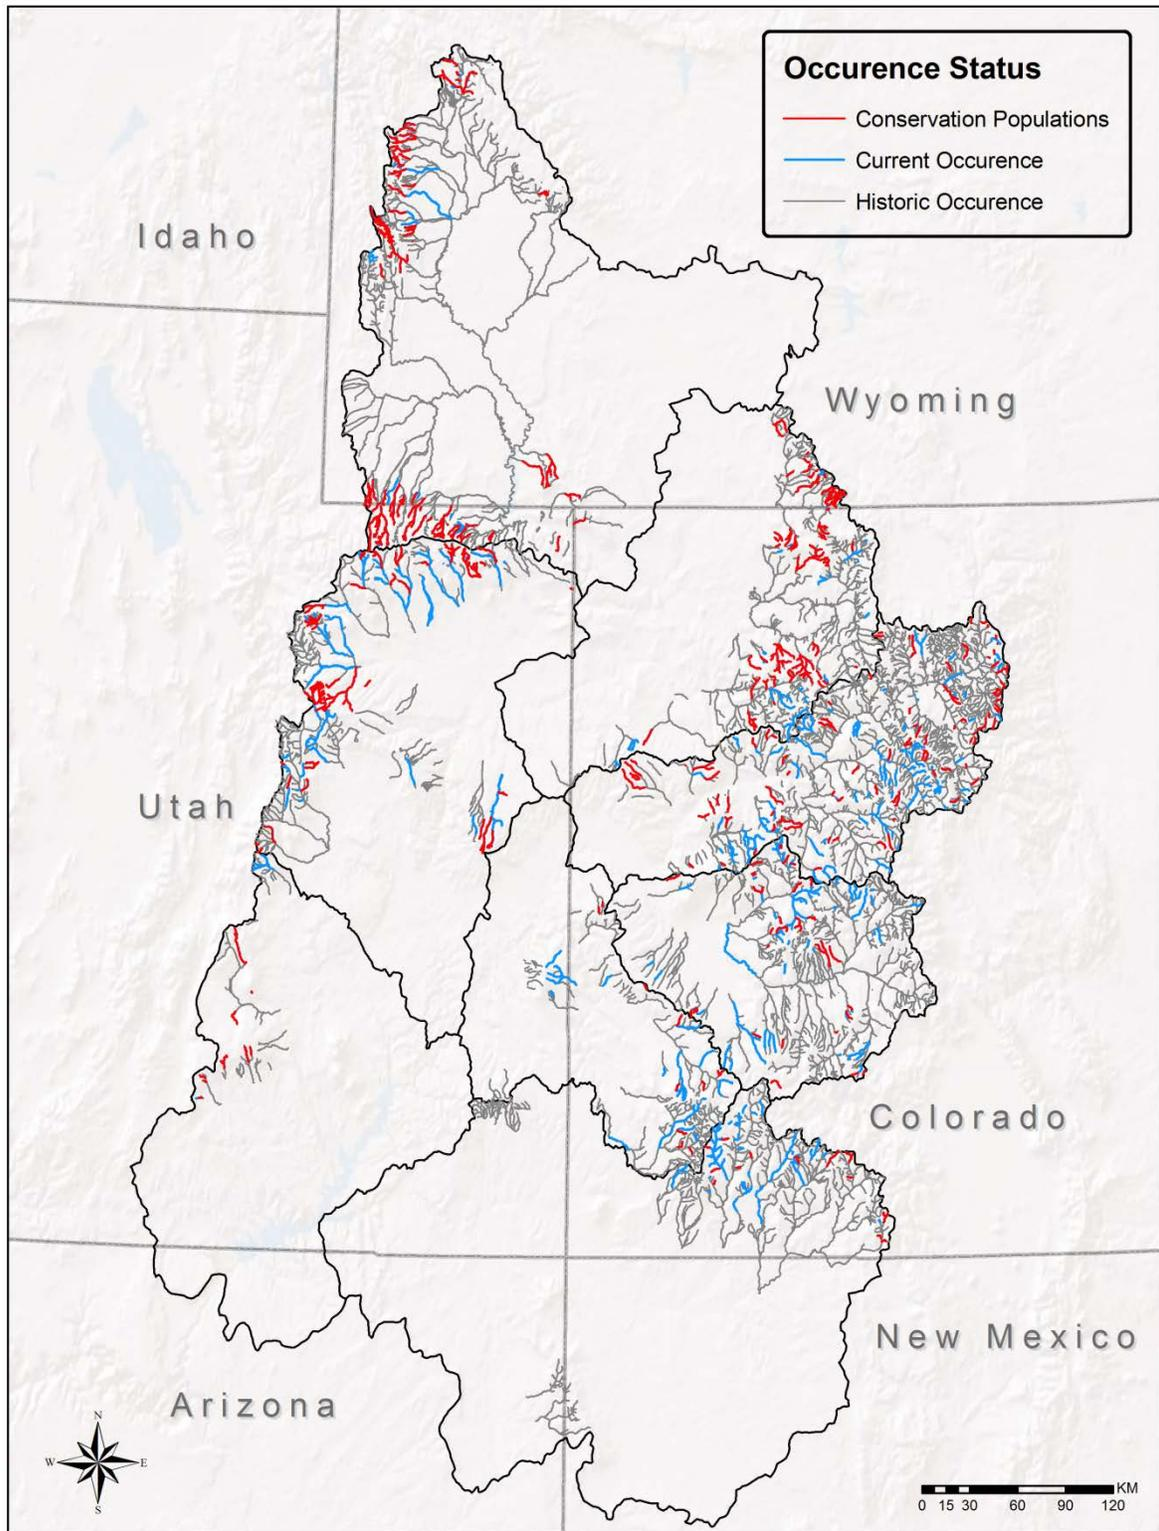 Occurence Status
Conservation Populations
Current Occurence
Historic Occurence
Idaho
Wyoming
Utah
Colorado
New Mexico
Arizona
N
W E
S
KM
0 15 30 60 90 120